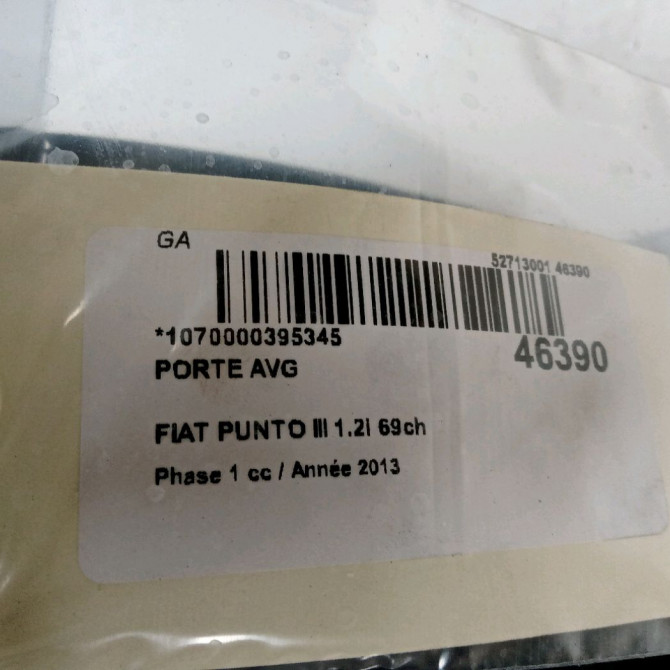 GA
52713001 46390
*1070000395345
46390
PORTE AVG
FIAT PUNTO III 1.2i 69ch
Phase 1 cc / Année 2013